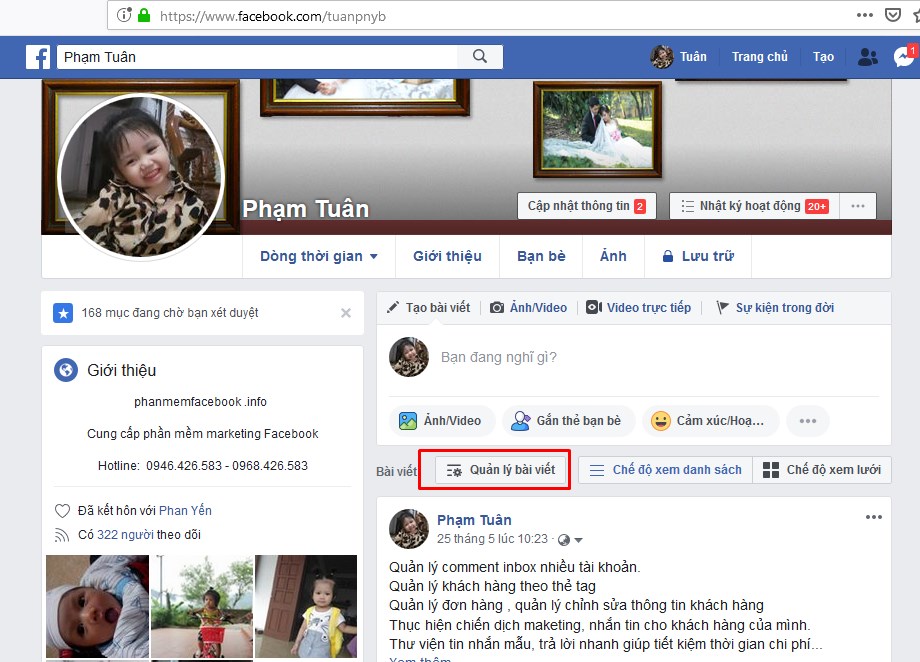 https://www.facebook.com/tuanpnyb
Phạm Tuân
Tuân
Trang chủ
Tạo
1
Phạm Tuân
Cập nhật thông tin 2
Nhật ký hoạt động 20+
Dòng thời gian
Giới thiệu
Bạn bè
Ảnh
Lưu trữ
168 mục đang chờ bạn xét duyệt
Giới thiệu
phanmemfacebook .info
Cung cấp phần mềm marketing Facebook
Hotline: 0946.426.583 - 0968.426.583
Đã kết hôn với Phan Yến
Có 322 người theo dõi
Tạo bài viết
Ảnh/Video
Video trực tiếp
Sự kiện trong đời
Bạn đang nghĩ gì?
Ảnh/Video
Gắn thẻ bạn bè
Cảm xúc/Hoạ...
Bài viết
Quản lý bài viết
Chế độ xem danh sách
Chế độ xem lưới
Phạm Tuân
25 tháng 5 lúc 10:23
Quản lý comment inbox nhiều tài khoản.
Quản lý khách hàng theo thẻ tag
Quản lý đơn hàng , quản lý chỉnh sửa thông tin khách hàng
Thục hiện chiến dịch maketing, nhắn tin cho khách hàng của mình.
Thư viện tin nhắn mẫu, trả lời nhanh giúp tiết kiệm thời gian chi phí...
Xem thêm